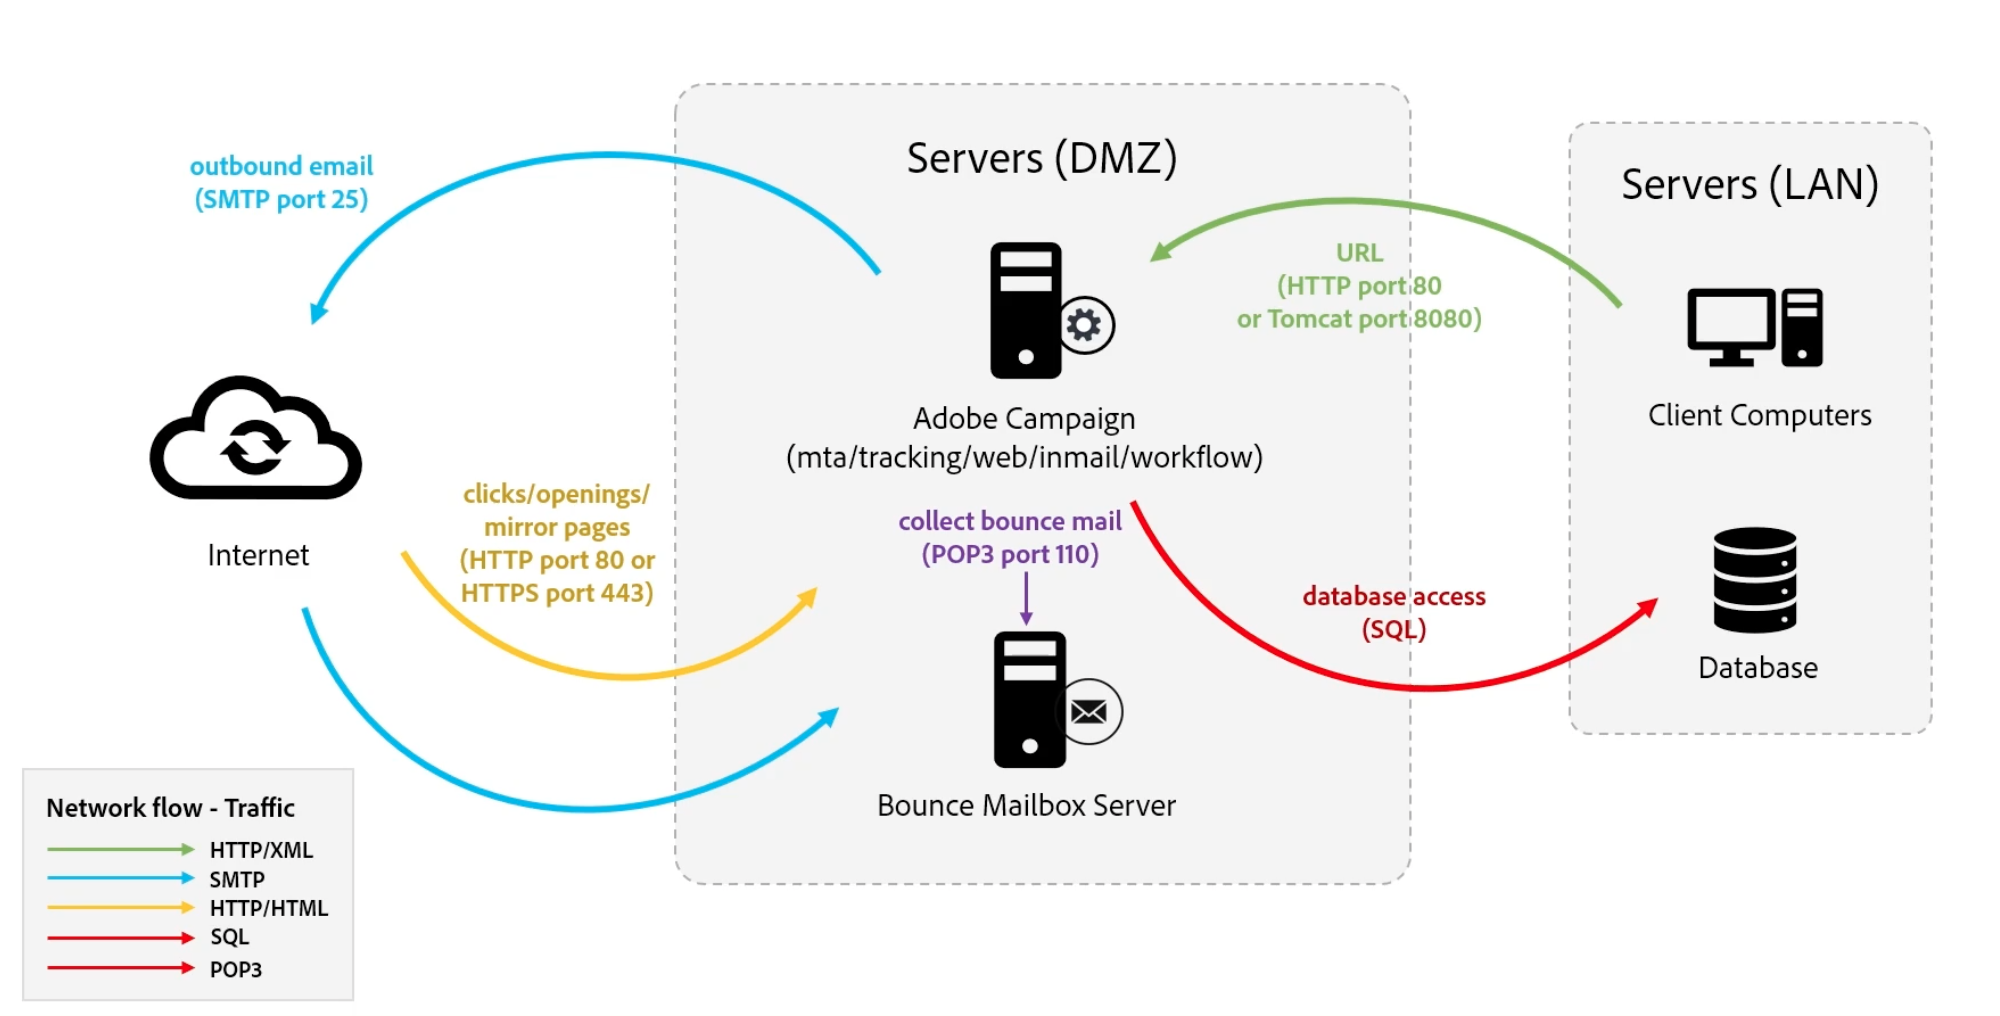 outbound email
(SMTP port 25)
Servers (DMZ)
Servers (LAN)
URL
(HTTP port 80
or Tomcat port 8080)
Client Computers
Adobe Campaign
(mta/tracking/web/inmail/workflow)
Internet
clicks/openings/
mirror pages
(HTTP port 80 or
HTTPS port 443)
collect bounce mail
(POP3 port 110)
database access
(SQL)
Database
Bounce Mailbox Server
Network flow - Traffic
HTTP/XML
SMTP
HTTP/HTML
SQL
POP3